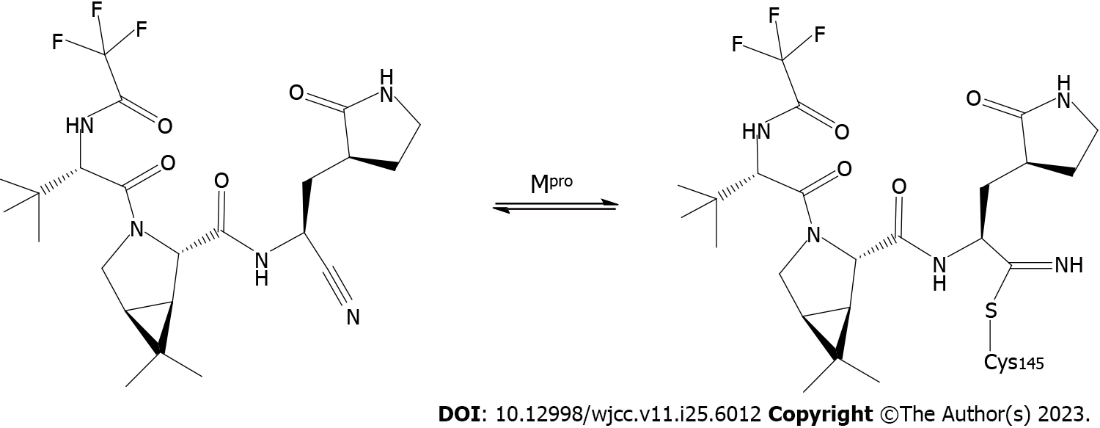 F
F
F
HN
O
O
N
O
N
H
N
O
H
N
Mpro
F
F
F
HN
O
O
N
O
N
H
NH
S
Cys145
O
H
N
DOI: 10.12998/wjcc.v11.i25.6012 Copyright ©The Author(s) 2023.